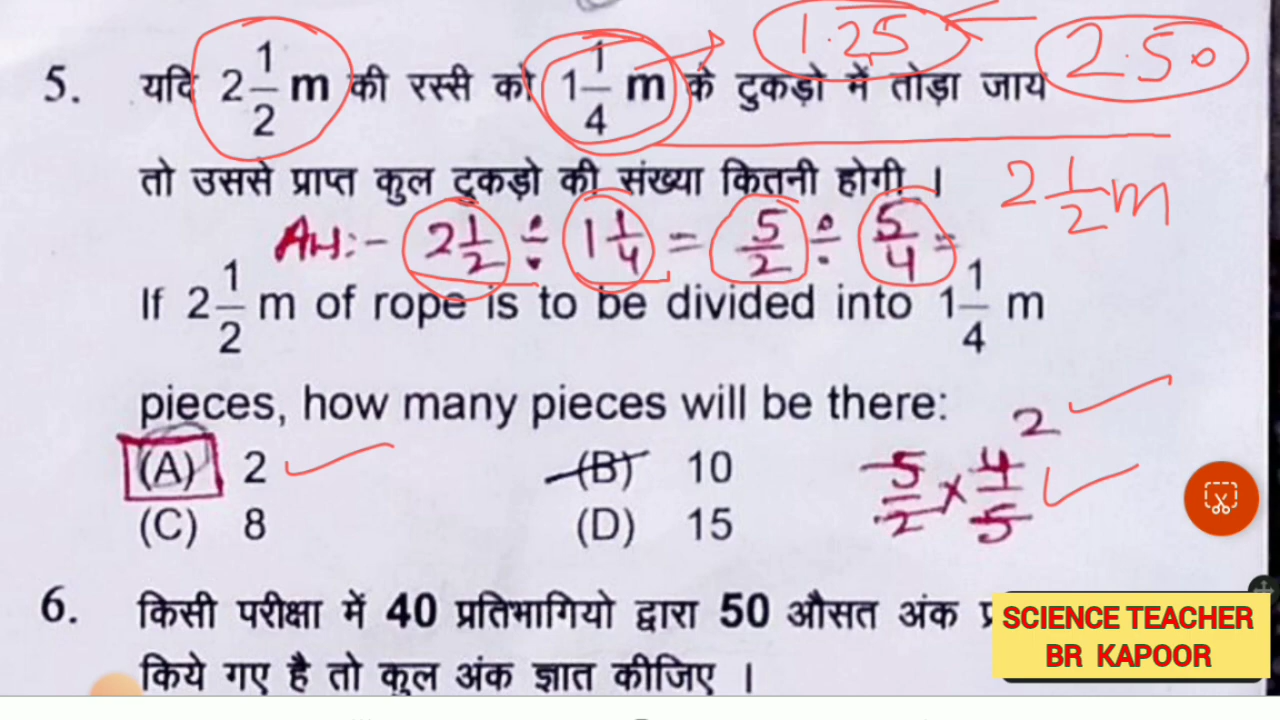 1.25 2.50
5. यदि 2 1/2 m की रस्सी को 1 1/4 m के टुकड़ो में तोड़ा जाय
तो उससे प्राप्त कुल टुकड़ो की संख्या कितनी होगी ।
2 1/2 m
2 1/2 ÷ 1 1/4 = 5/2 ÷ 5/4 =
If 2 1/2 m of rope is to be divided into 1 1/4 m
pieces, how many pieces will be there:
2
(A) 2 (B) 10
5/2 x 4/5
(C) 8 (D) 15
6. किसी परीक्षा में 40 प्रतिभागियो द्वारा 50 औसत अंक
किये गए है तो कुल अंक ज्ञात कीजिए ।
SCIENCE TEACHER
BR KAPOOR